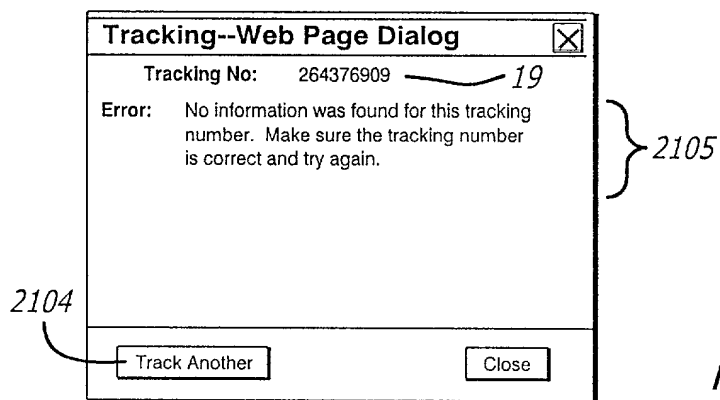 Tracking--Web Page Dialog
Tracking No: 264376909 19
Error: No information was found for this tracking
number. Make sure the tracking number
is correct and try again.
2105
2104
Track Another Close